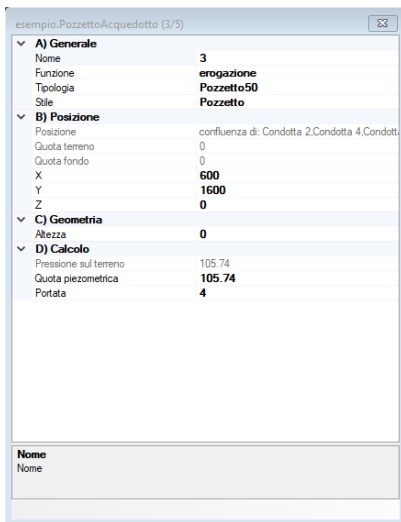 esempio.PozzettoAcquedotto (3/5)
A) Generale
Nome 3
Funzione erogazione
Tipologia Pozzetto50
Stile Pozzetto
B) Posizione
Posizione confluenza di: Condotta 2,Condotta 4,Condotta
Quota terreno 0
Quota fondo 0
X 600
Y 1600
Z 0
C) Geometria
Altezza 0
D) Calcolo
Pressione sul terreno 105.74
Quota piezometrica 105.74
Portata 4
Nome
Nome